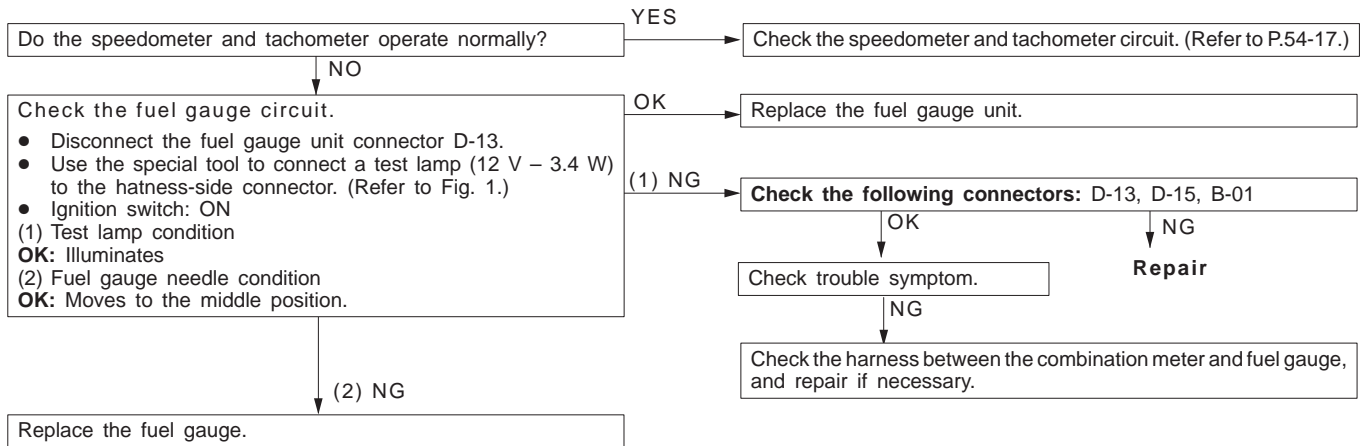 YES
Do the speedometer and tachometer operate normally?
Check the speedometer and tachometer circuit. (Refer to P.54-17.)
NO
Check the fuel gauge circuit.
● Disconnect the fuel gauge unit connector D-13.
● Use the special tool to connect a test lamp (12 V – 3.4 W)
to the hatness-side connector. (Refer to Fig. 1.)
● Ignition switch: ON
(1) Test lamp condition
OK: Illuminates
(2) Fuel gauge needle condition
OK: Moves to the middle position.
OK
Replace the fuel gauge unit.
(1) NG
Check the following connectors: D-13, D-15, B-01
OK
NG
Repair
Check trouble symptom.
NG
Check the harness between the combination meter and fuel gauge,
and repair if necessary.
(2) NG
Replace the fuel gauge.